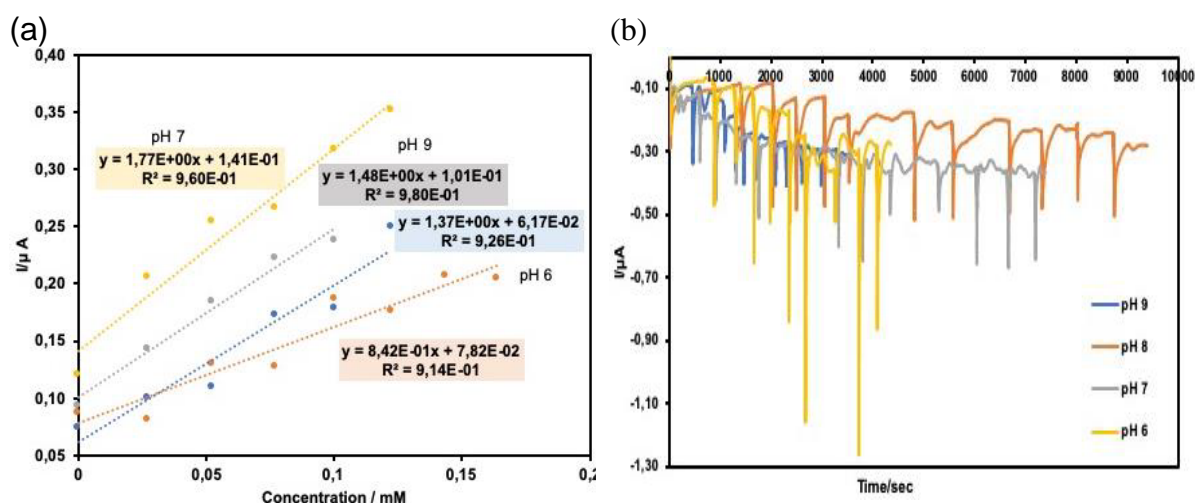 (a)
0,40
0,35
0,30
0,25
0,20
0,15
0,10
0,05
I/µ A
pH 7
y = 1,77E+00x + 1,41E-01
R² = 9,60E-01
pH 9
y = 1,48E+00x + 1,01E-01
R² = 9,80E-01
y = 1,37E+00x + 6,17E-02
R² = 9,26E-01
pH 6
y = 8,42E-01x + 7,82E-02
R² = 9,14E-01
0 0,05 0,1 0,15 0,2
Concentration / mM
(b)
0 1000 2000 3000 4000 5000 6000 7000 8000 9000 10000
-0,10
-0,30
-0,50
-0,70
-0,90
-1,10
-1,30
I/µA
pH 9
pH 8
pH 7
pH 6
Time/sec